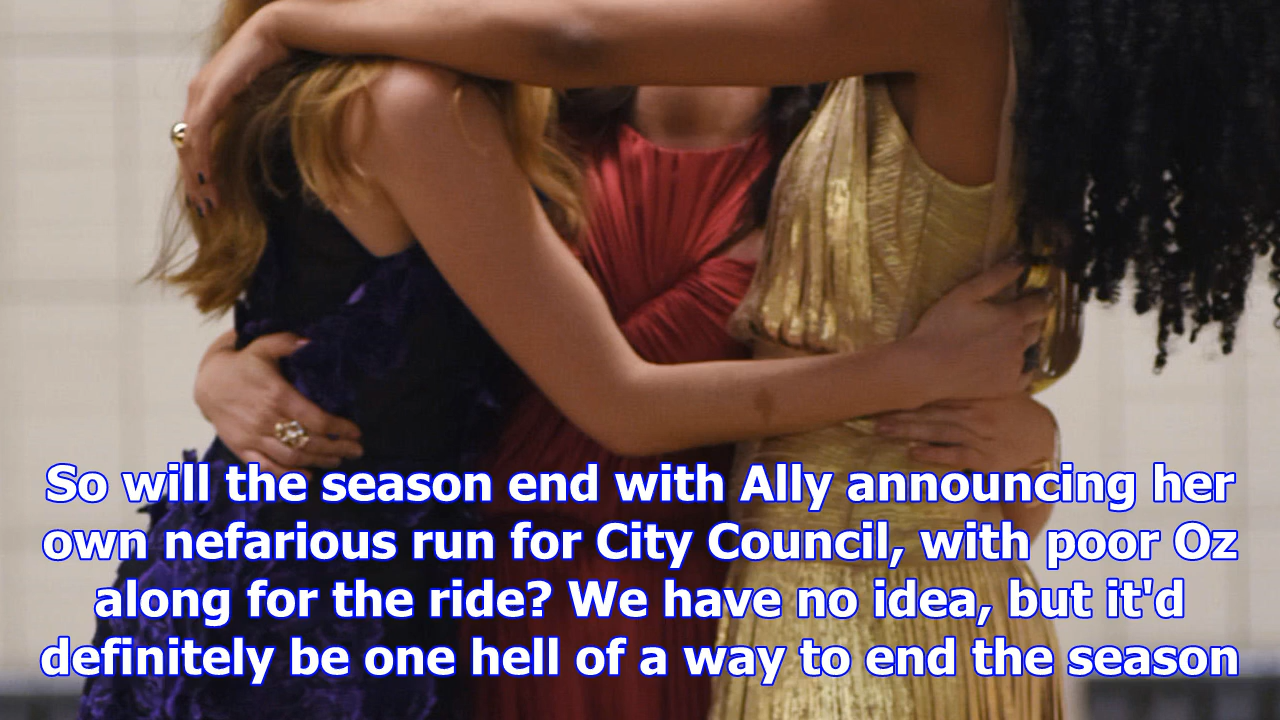 So will the season end with Ally announcing her
own nefarious run for City Council, with poor Oz
along for the ride? We have no idea, but it'd
definitely be one hell of a way to end the season